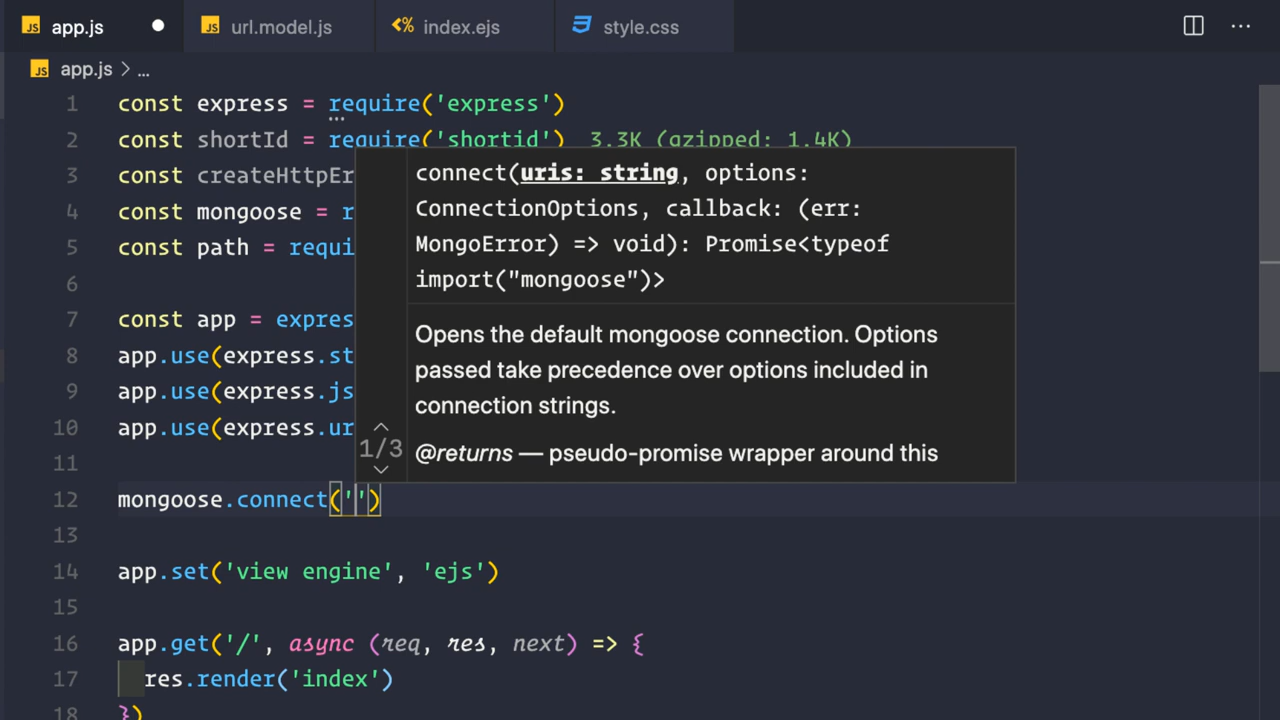 JS app.js
JS url.model.js
<% index.ejs
style.css
JS app.js > ...
1 const express = require('express')
2 const shortId = require('shortid') 3.3K (gzipped: 1.4K)
3 const createHttpEr
4 const mongoose = r
5 const path = requi
6
7 const app = expres
8 app.use(express.st
9 app.use(express.js
10 app.use(express.ur
11
connect(uris: string, options:
ConnectionOptions, callback: (err:
MongoError) => void): Promise<typeof
import("mongoose")>
Opens the default mongoose connection. Options
passed take precedence over options included in
connection strings.
1/3
@returns — pseudo-promise wrapper around this
12 mongoose.connect('')
13
14 app.set('view engine', 'ejs')
15
16 app.get('/', async (req, res, next) => {
17 res.render('index')
18 })